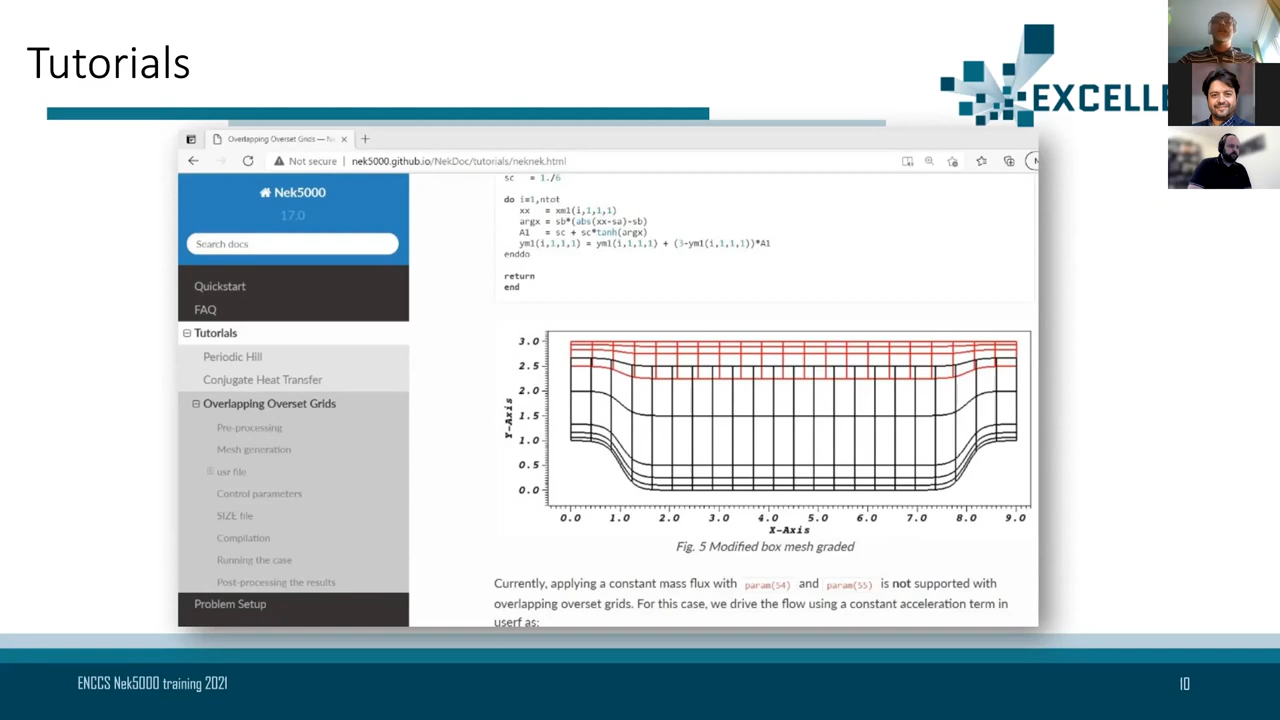 Tutorials
EXCELLE
Overlapping Overset Grids — Ne
Not secure | nek5000.github.io/NekDoc/tutorials/neknek.html
Nek5000
17.0
Search docs
Quickstart
FAQ
Tutorials
Periodic Hill
Conjugate Heat Transfer
Overlapping Overset Grids
Pre-processing
Mesh generation
usr file
Control parameters
SIZE file
Compilation
Running the case
Post-processing the results
Problem Setup
sc = 1./6
do i=1,ntot
xx = xm1(i,1,1,1)
argx = sb*(abs(xx-sa)-sb)
A1 = sc + sc*tanh(argx)
ym1(i,1,1,1) = ym1(i,1,1,1) + (3-ym1(i,1,1,1))*A1
enddo
return
end
3.0
2.5
2.0
1.5
1.0
0.5
0.0
Y-Axis
0.0 1.0 2.0 3.0 4.0 5.0 6.0 7.0 8.0 9.0
X-Axis
Fig. 5 Modified box mesh graded
Currently, applying a constant mass flux with param(54) and param(55) is not supported with
overlapping overset grids. For this case, we drive the flow using a constant acceleration term in
userf as:
ENCCS Nek5000 training 2021
10